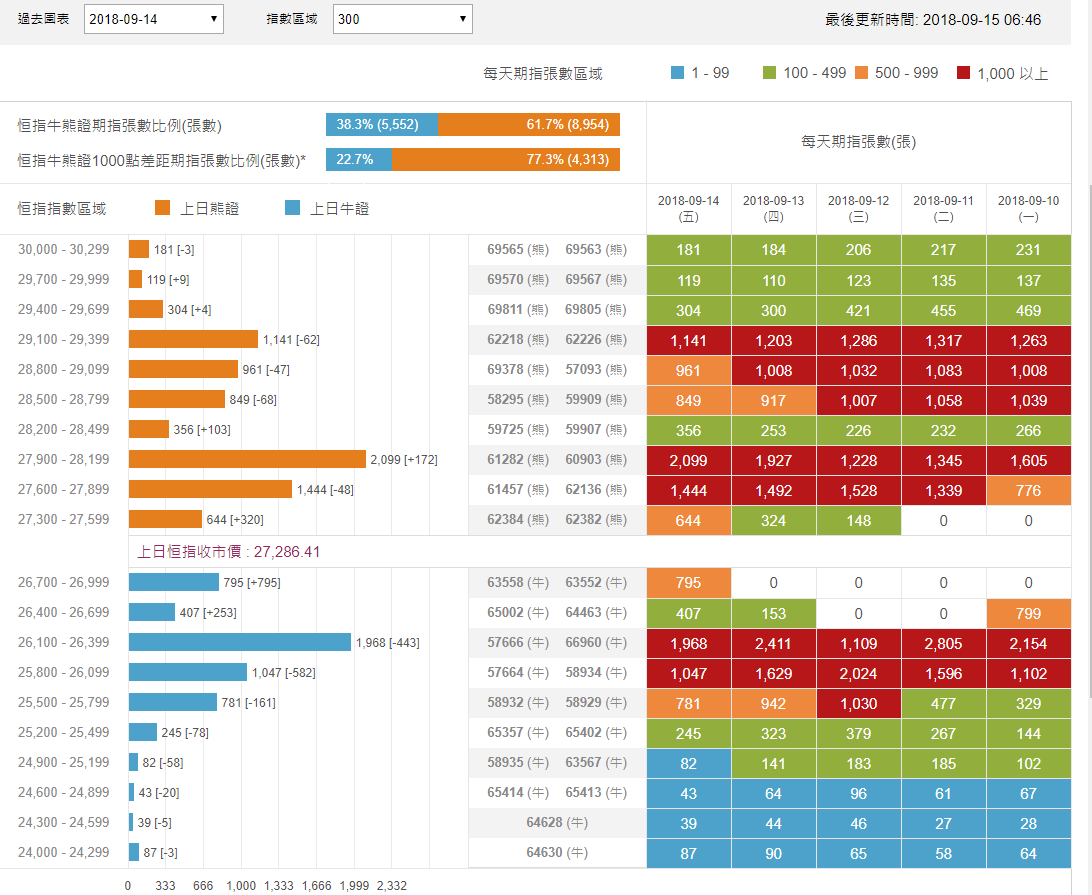 過去圖表 2018-09-14 ▼ 指數區域 300 ▼ 最後更新時間: 2018-09-15 06:46
每天期指張數區域 1 - 99 100 - 499 500 - 999 1,000 以上
恒指牛熊證期指張數比例(張數) 38.3% (5,552) 61.7% (8,954)
每天期指張數(張)
恒指牛熊證1000點差距期指張數比例(張數)* 22.7% 77.3% (4,313)
恒指指數區域 上日熊證 上日牛證
2018-09-14 2018-09-13 2018-09-12 2018-09-11 2018-09-10
(五) (四) (三) (二) (一)
30,000 - 30,299 181 [-3] 69565 (熊) 69563 (熊) 181 184 206 217 231
29,700 - 29,999 119 [+9] 69570 (熊) 69567 (熊) 119 110 123 135 137
29,400 - 29,699 304 [+4] 69811 (熊) 69805 (熊) 304 300 421 455 469
29,100 - 29,399 1,141 [-62] 62218 (熊) 62226 (熊) 1,141 1,203 1,286 1,317 1,263
28,800 - 29,099 961 [-47] 69378 (熊) 57093 (熊) 961 1,008 1,032 1,083 1,008
28,500 - 28,799 849 [-68] 58295 (熊) 59909 (熊) 849 917 1,007 1,058 1,039
28,200 - 28,499 356 [+103] 59725 (熊) 59907 (熊) 356 253 226 232 266
27,900 - 28,199 2,099 [+172] 61282 (熊) 60903 (熊) 2,099 1,927 1,228 1,345 1,605
27,600 - 27,899 1,444 [-48] 61457 (熊) 62136 (熊) 1,444 1,492 1,528 1,339 776
27,300 - 27,599 644 [+320] 62384 (熊) 62382 (熊) 644 324 148 0 0
上日恒指收市價 : 27,286.41
26,700 - 26,999 795 [+795] 63558 (牛) 63552 (牛) 795 0 0 0 0
26,400 - 26,699 407 [+253] 65002 (牛) 64463 (牛) 407 153 0 0 799
26,100 - 26,399 1,968 [-443] 57666 (牛) 66960 (牛) 1,968 2,411 1,109 2,805 2,154
25,800 - 26,099 1,047 [-582] 57664 (牛) 58934 (牛) 1,047 1,629 2,024 1,596 1,102
25,500 - 25,799 781 [-161] 58932 (牛) 58929 (牛) 781 942 1,030 477 329
25,200 - 25,499 245 [-78] 65357 (牛) 65402 (牛) 245 323 379 267 144
24,900 - 25,199 82 [-58] 58935 (牛) 63567 (牛) 82 141 183 185 102
24,600 - 24,899 43 [-20] 65414 (牛) 65413 (牛) 43 64 96 61 67
24,300 - 24,599 39 [-5] 64628 (牛) 39 44 46 27 28
24,000 - 24,299 87 [-3] 64630 (牛) 87 90 65 58 64
0 333 666 1,000 1,333 1,666 1,999 2,332